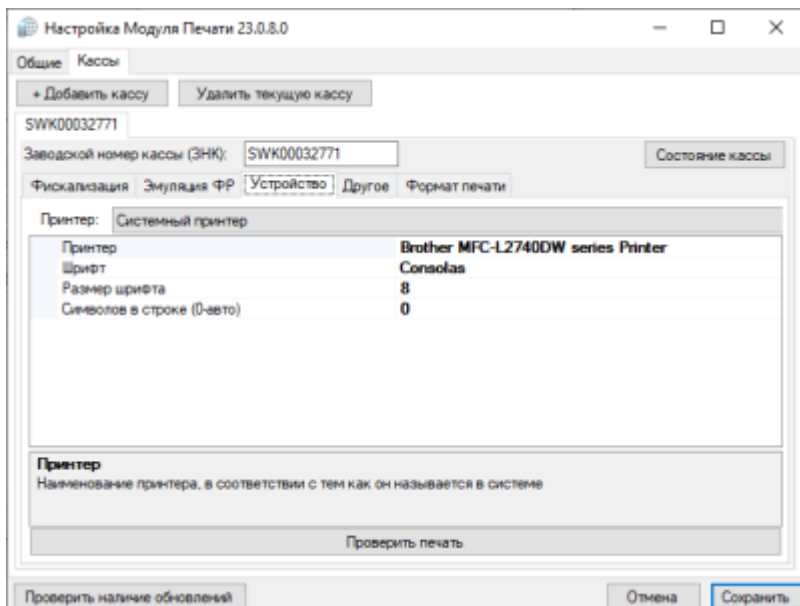 Настройка Модуля Печати 23.0.8.0
Общие Кассы
+ Добавить кассу Удалить текущую кассу
SWK00032771
Заводской номер кассы (ЗНК): SWK00032771 Состояние кассы
Фискализация Эмуляция ФР Устройство Другое Формат печати
Принтер: Системный принтер
Принтер Brother MFC-L2740DW series Printer
Шрифт Consolas
Размер шрифта 8
Символов в строке (0-авто) 0
Принтер
Наименование принтера, в соответствии с тем как он называется в системе
Проверить печать
Проверить наличие обновлений Отмена Сохранить